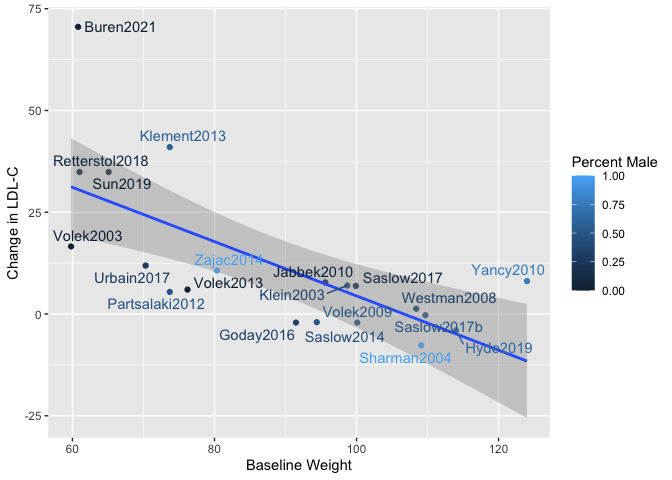 75
Buren2021
50
Klement2013
Retterstol2018
Sun2019
25
Volek2003
Zajac2014
Urbain2017
Jabbek2010
Saslow2017
Yancy2010
Volek2013
Klein2003
Partsalaki2012
Westman2008
0
Volek2009
Saslow2017b
Goday2016
Saslow2014
Hyde2019
Sharman2004
-25
60
80
100
120
Baseline Weight
Change in LDL-C
Percent Male
1.00
0.75
0.50
0.25
0.00